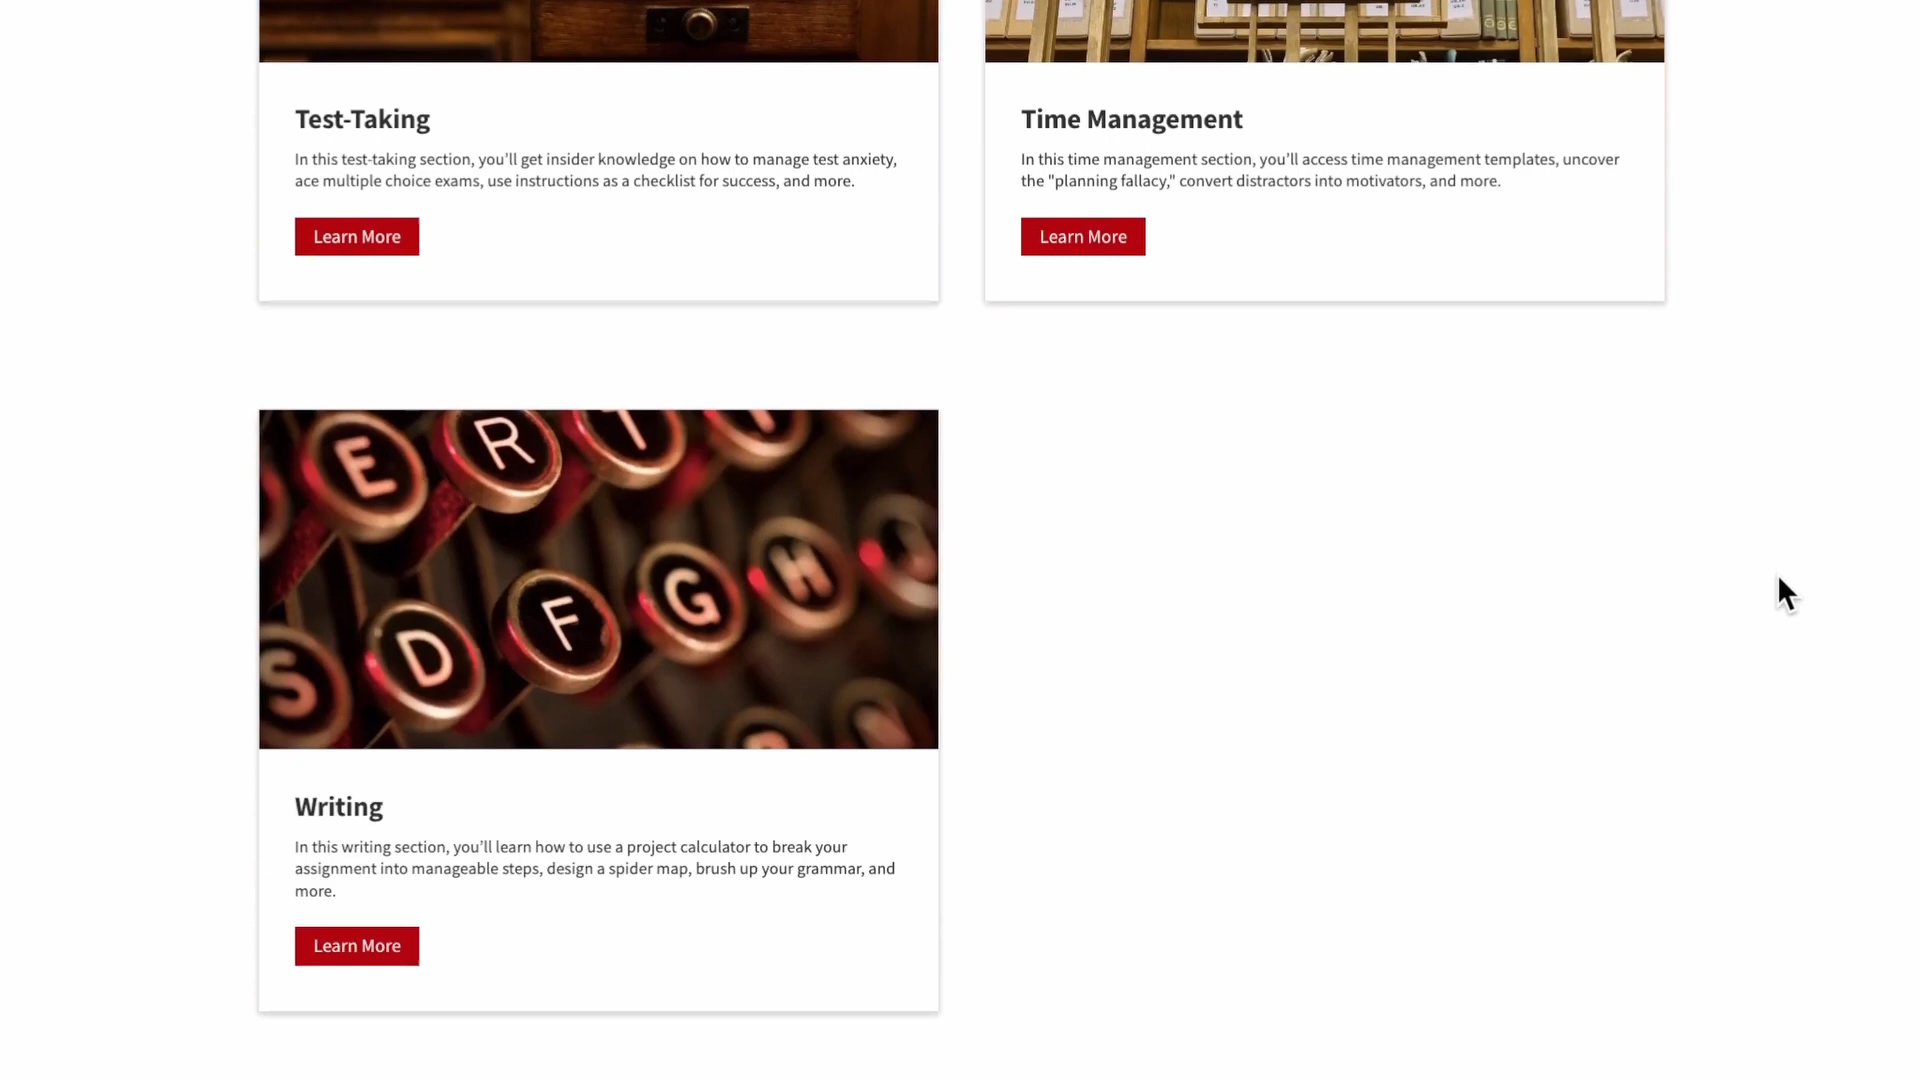 Test-Taking
In this test-taking section, you’ll get insider knowledge on how to manage test anxiety,
ace multiple choice exams, use instructions as a checklist for success, and more.
Learn More
Time Management
In this time management section, you’ll access time management templates, uncover
the "planning fallacy," convert distractors into motivators, and more.
Learn More
E R T
S D F G H
Writing
In this writing section, you’ll learn how to use a project calculator to break your
assignment into manageable steps, design a spider map, brush up your grammar, and
more.
Learn More